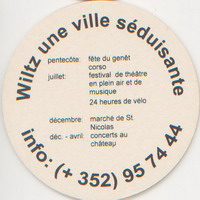 Wiltz une ville séduisante
pentecôte: fête du genêt
corso
juillet: festival de théâtre
en plein air et de
musique
24 heures de vélo
décembre: marché de St.
Nicolas
déc. - avril: concerts au
château
info: (+ 352) 95 74 44